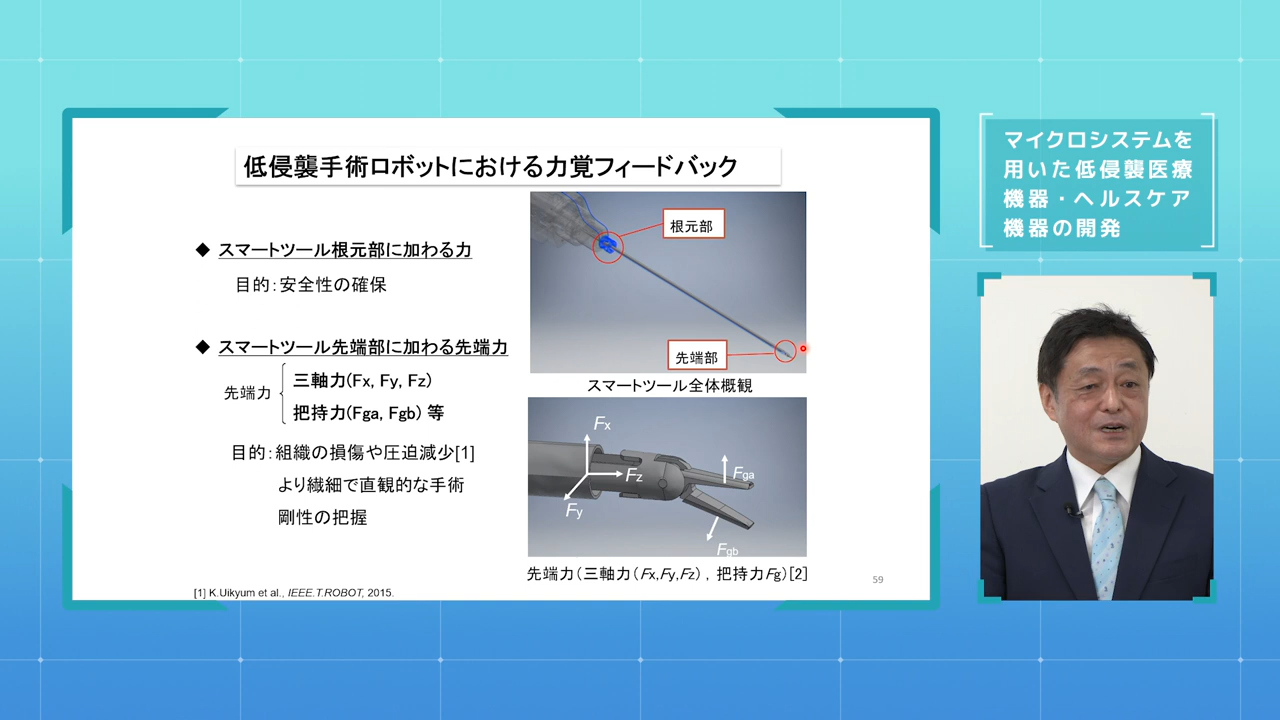 低侵襲手術ロボットにおける力覚フィードバック
◆ スマートツール根元部に加わる力
目的：安全性の確保
◆ スマートツール先端部に加わる先端力
先端力
三軸力(Fx, Fy, Fz)
把持力(Fga, Fgb) 等
目的：組織の損傷や圧迫減少[1]
より繊細で直観的な手術
剛性の把握
[1] K.Uikyum et al., IEEE.T.ROBOT, 2015.
根元部
先端部
スマートツール全体概観
Fx
Fz
Fy
Fga
Fgb
先端力（三軸力（Fx,Fy,Fz），把持力Fg）[2]
59
マイクロシステムを
用いた低侵襲医療
機器・ヘルスケア
機器の開発